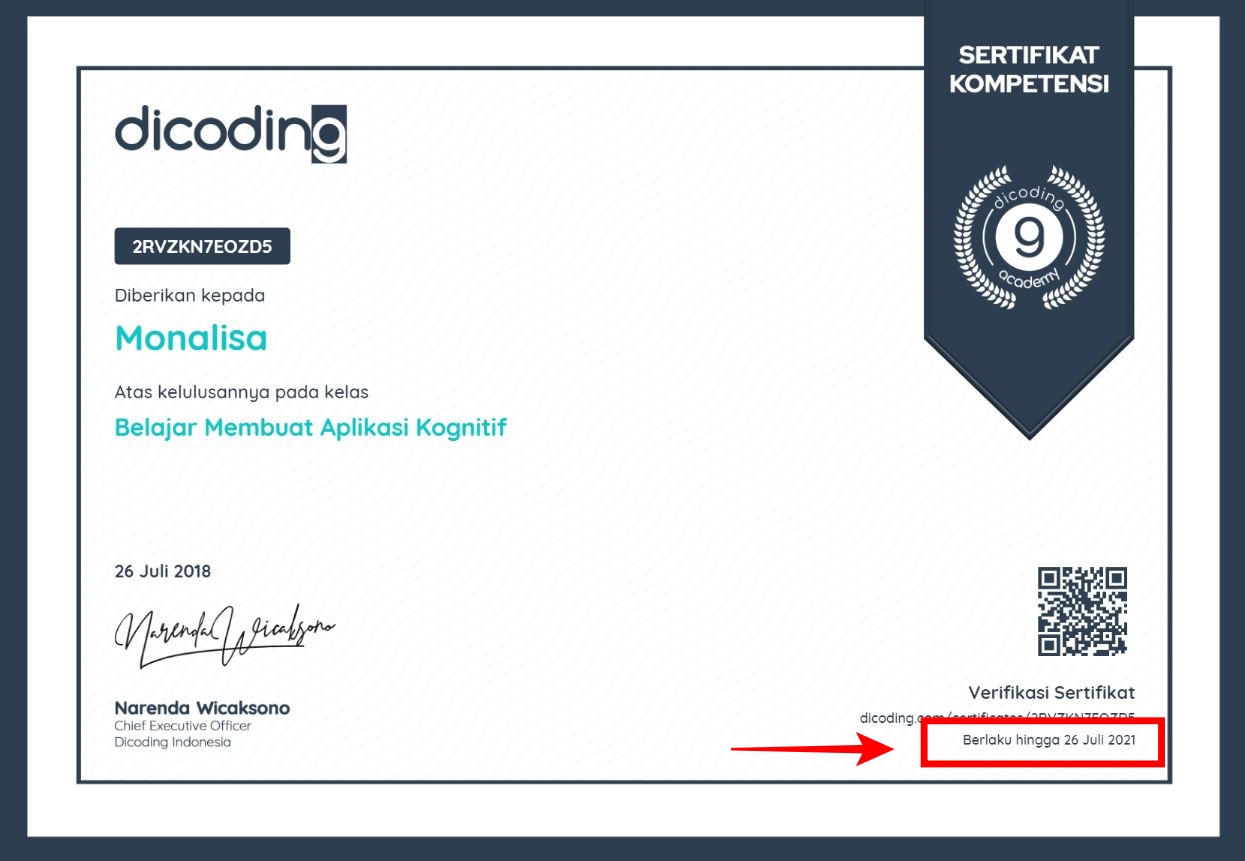 SERTIFIKAT
KOMPETENSI
dicoding
dicoding
9
academy
2RVZKN7EOZD5
Diberikan kepada
Monalisa
Atas kelulusannya pada kelas
Belajar Membuat Aplikasi Kognitif
26 Juli 2018
Narenda Wicaksono
Narenda Wicaksono
Chief Executive Officer
Dicoding Indonesia
Verifikasi Sertifikat
dicoding.com/certificates/2RVZKN7EOZD5
Berlaku hingga 26 Juli 2021